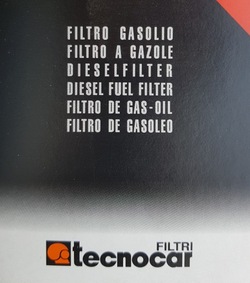 FILTRO GASOLIO
FILTRO A GAZOLE
DIESELFILTER
DIESEL FUEL FILTER
FILTRO DE GAS-OIL
FILTRO DE GASOLEO
FILTRI
tecnocar